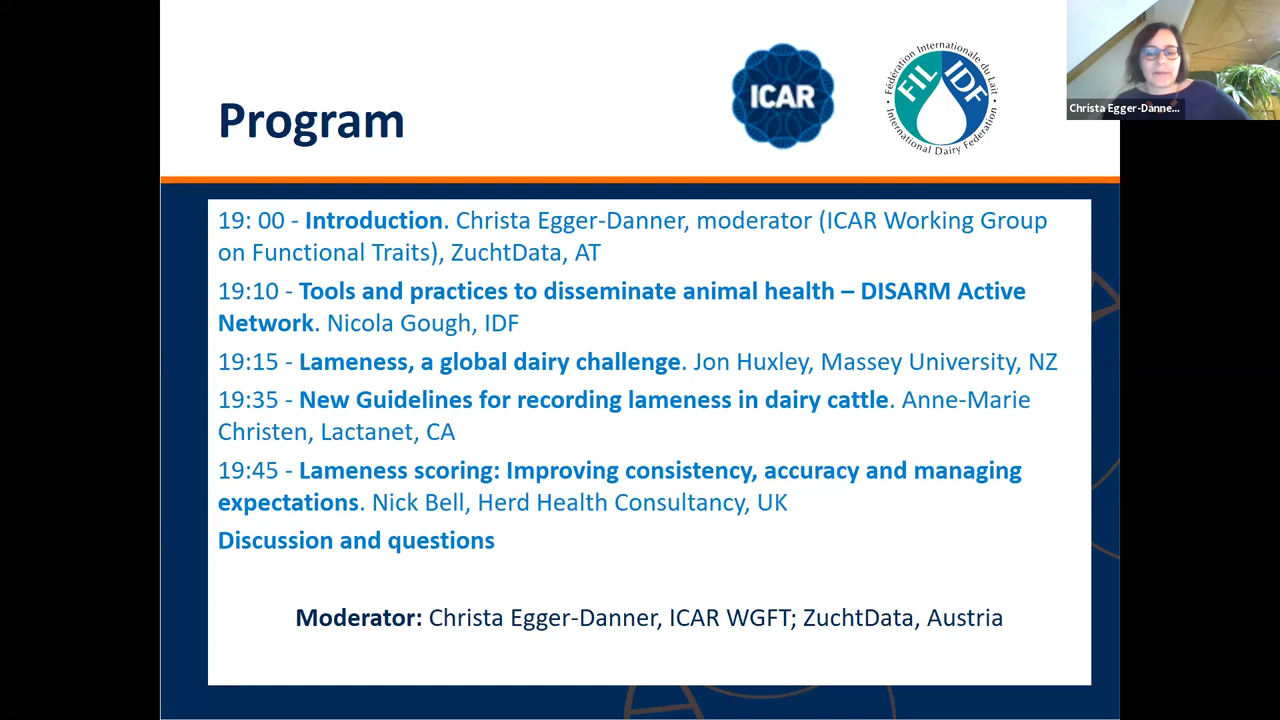 Program
ICAR
Fédération Internationale du Lait
FIL
IDF
International Dairy Federation
Christa Egger-Danne...
19: 00 - Introduction. Christa Egger-Danner, moderator (ICAR Working Group
on Functional Traits), ZuchtData, AT
19:10 - Tools and practices to disseminate animal health – DISARM Active
Network. Nicola Gough, IDF
19:15 - Lameness, a global dairy challenge. Jon Huxley, Massey University, NZ
19:35 - New Guidelines for recording lameness in dairy cattle. Anne-Marie
Christen, Lactanet, CA
19:45 - Lameness scoring: Improving consistency, accuracy and managing
expectations. Nick Bell, Herd Health Consultancy, UK
Discussion and questions
Moderator: Christa Egger-Danner, ICAR WGFT; ZuchtData, Austria